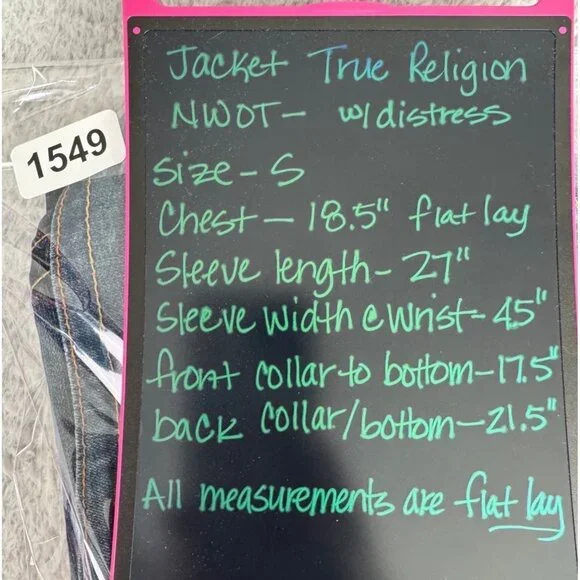 1549
Jacket True Religion
NWOT- w/distress
Size - S
Chest - 18.5" flat lay
Sleeve length - 27"
Sleeve width @ wrist - 45"
front collar to bottom - 17.5"
back collar/bottom - 21.5"
All measurements are flat lay